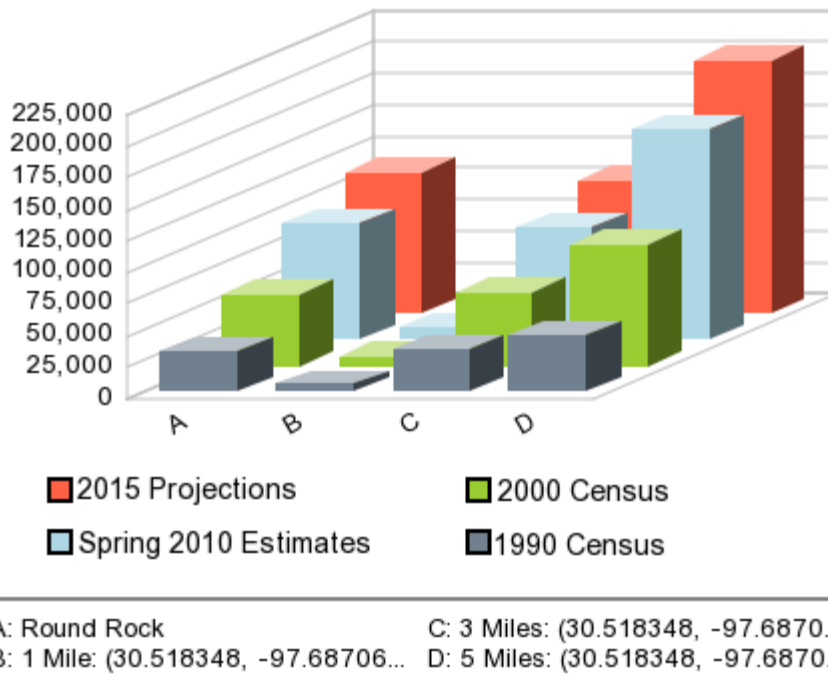 225,000
200,000
175,000
150,000
125,000
100,000
75,000
50,000
25,000
0
A B C D
2015 Projections 2000 Census
Spring 2010 Estimates 1990 Census
A: Round Rock C: 3 Miles: (30.518348, -97.6870..
B: 1 Mile: (30.518348, -97.68706... D: 5 Miles: (30.518348, -97.6870..